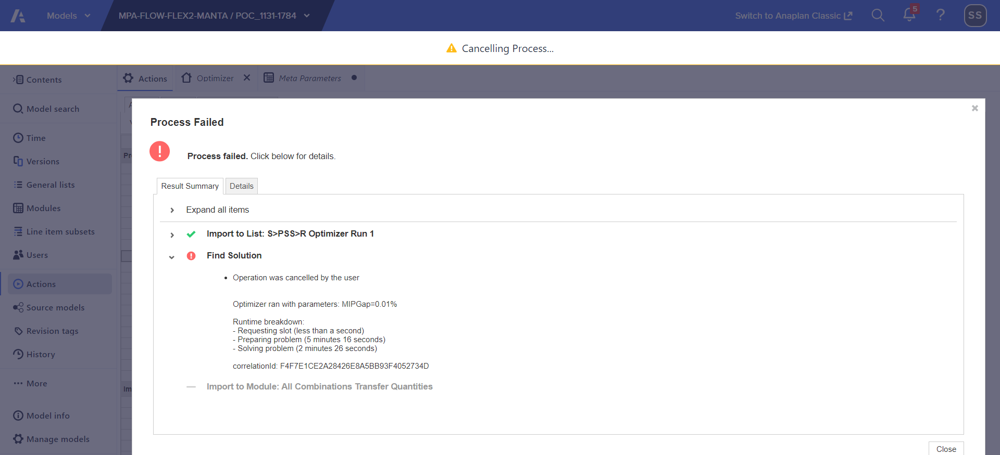 Models
MPA-FLOW-FLEX2-MANTA / POC_1131-1784
Switch to Anaplan Classic
5
?
SS
Cancelling Process...
Contents
Actions
Optimizer
Meta Parameters
Model search
Time
Versions
General lists
Modules
Line item subsets
Users
Actions
Source models
Revision tags
History
More
Model info
Manage models
Pr
Im
Process Failed
Process failed. Click below for details.
Result Summary
Details
Expand all items
Import to List: S>PSS>R Optimizer Run 1
Find Solution
• Operation was cancelled by the user
Optimizer ran with parameters: MIPGap=0.01%
Runtime breakdown:
- Requesting slot (less than a second)
- Preparing problem (5 minutes 16 seconds)
- Solving problem (2 minutes 26 seconds)
correlationId: F4F7E1CE2A28426E8A5BB93F4052734D
Import to Module: All Combinations Transfer Quantities
Close